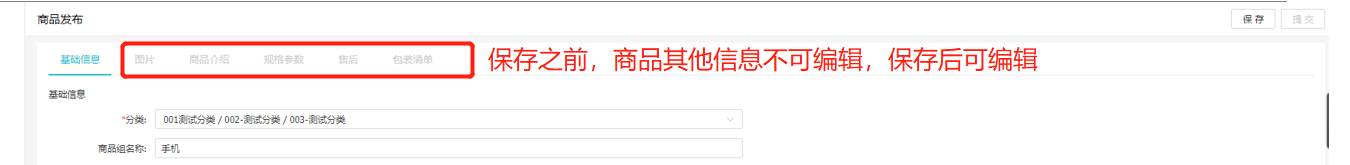 商品发布
保存 提交
基础信息 图片 商品介绍 规格参数 售后 包装清单
保存之前，商品其他信息不可编辑，保存后可编辑
基础信息
*分类: 001测试分类 / 002-测试分类 / 003-测试分类
商品组名称: 手机